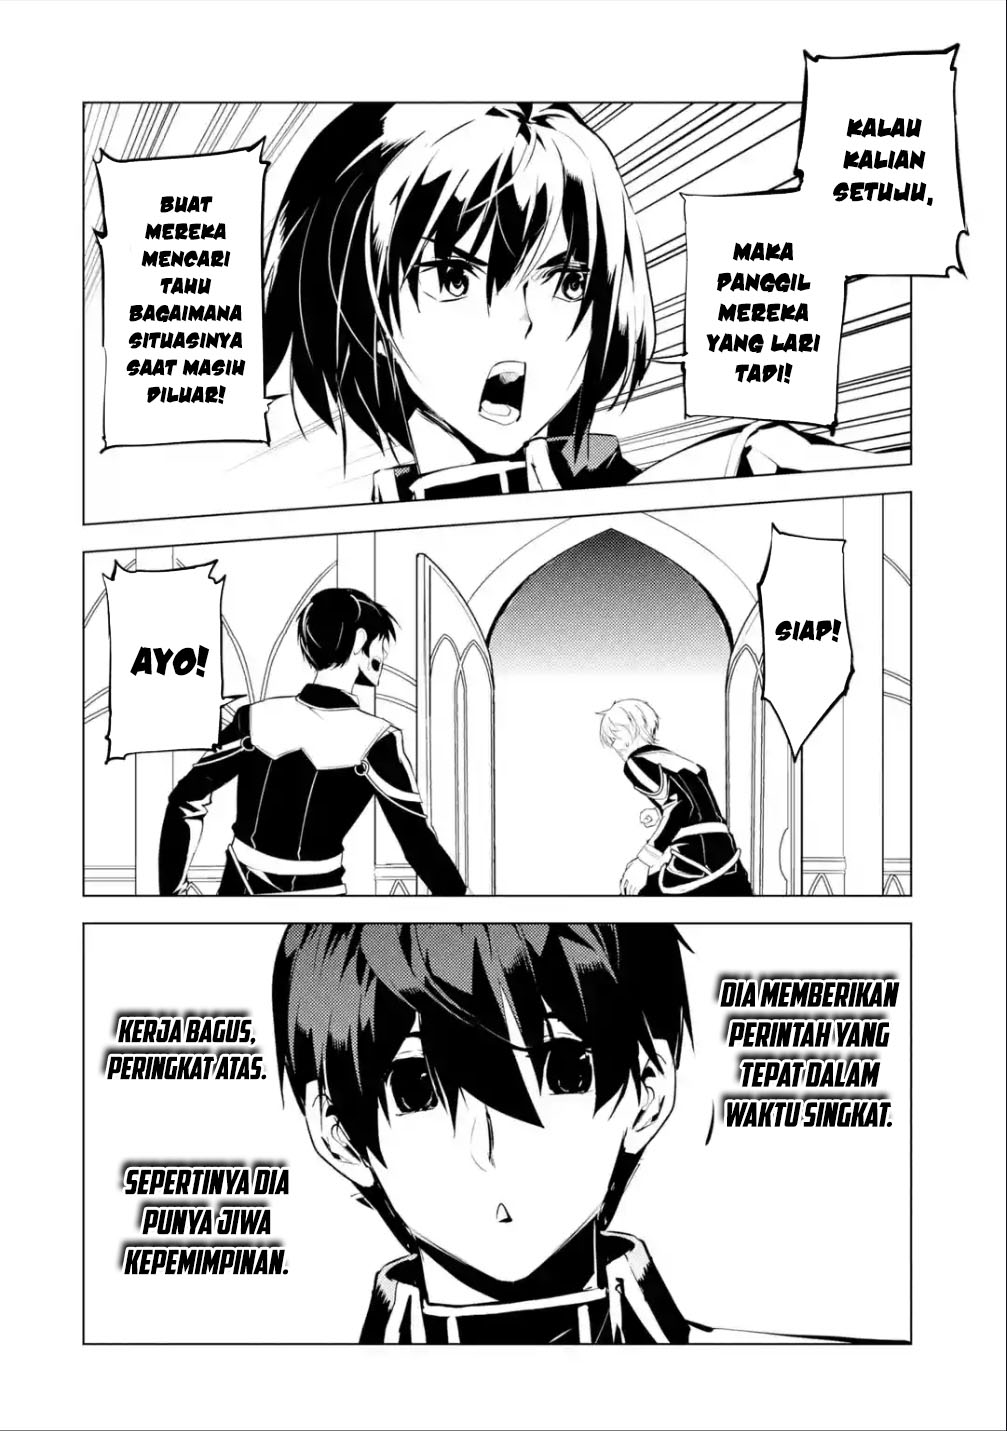 KALAU
KALIAN
SETUJU,
MAKA
PANGGIL
MEREKA
YANG LARI
TADI!
BUAT
MEREKA
MENCARI
TAHU
BAGAIMANA
SITUASINYA
SAAT MASIH
DILUAR!
SIAP!
AYO!
DIA MEMBERIKAN
PERINTAH YANG
TEPAT DALAM
WAKTU SINGKAT.
KERJA BAGUS,
PERINGKAT ATAS.
SEPERTINYA DIA
PUNYA JIWA
KEPEMIMPINAN.